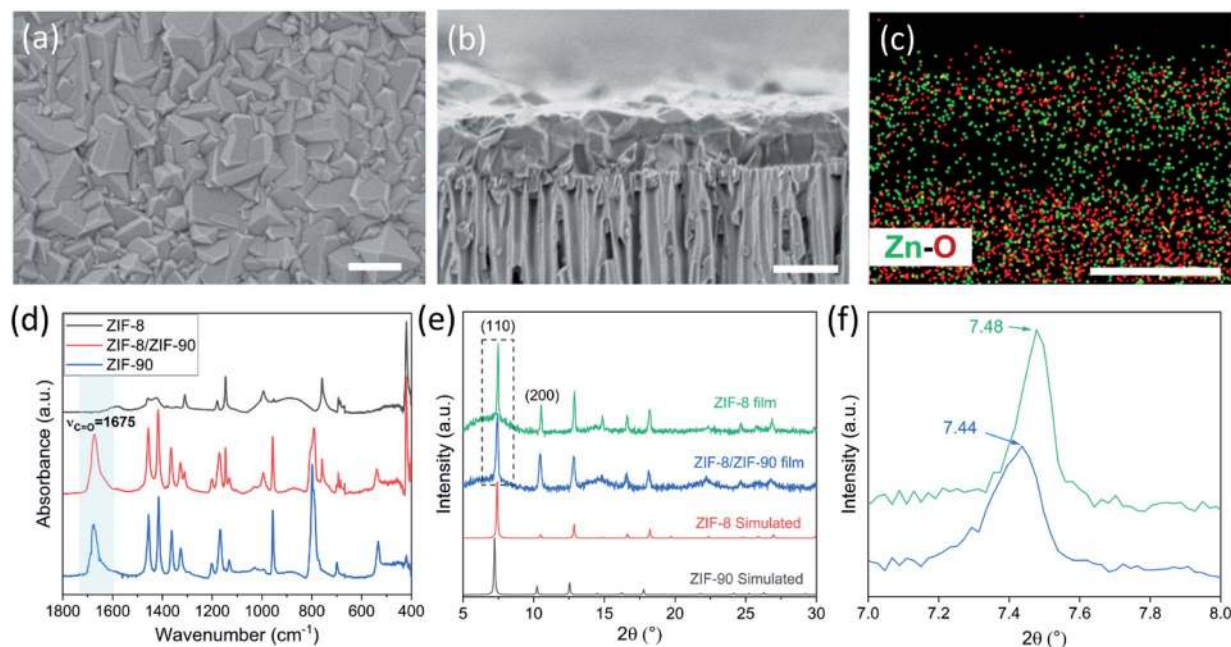 (a)
(b)
(c)
Zn-O
(d)
ZIF-8
ZIF-8/ZIF-90
ZIF-90
νC=O=1675
Absorbance (a.u.)
1800 1600 1400 1200 1000 800 600 400
Wavenumber (cm⁻¹)
(e)
(110)
(200)
ZIF-8 film
ZIF-8/ZIF-90 film
ZIF-8 Simulated
ZIF-90 Simulated
Intensity (a.u.)
5 10 15 20 25 30
2θ (°)
(f)
7.48
7.44
Intensity (a.u.)
7.0 7.2 7.4 7.6 7.8 8.0
2θ (°)